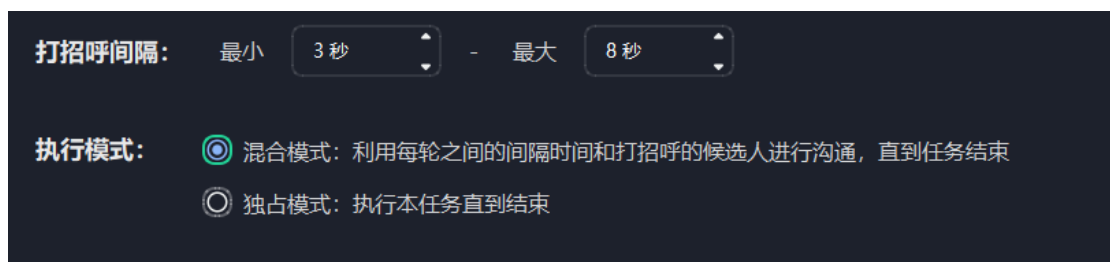 打招呼间隔： 最小 3 秒 - 最大 8 秒
执行模式： 混合模式：利用每轮之间的间隔时间和打招呼的候选人进行沟通，直到任务结束
独占模式：执行本任务直到结束